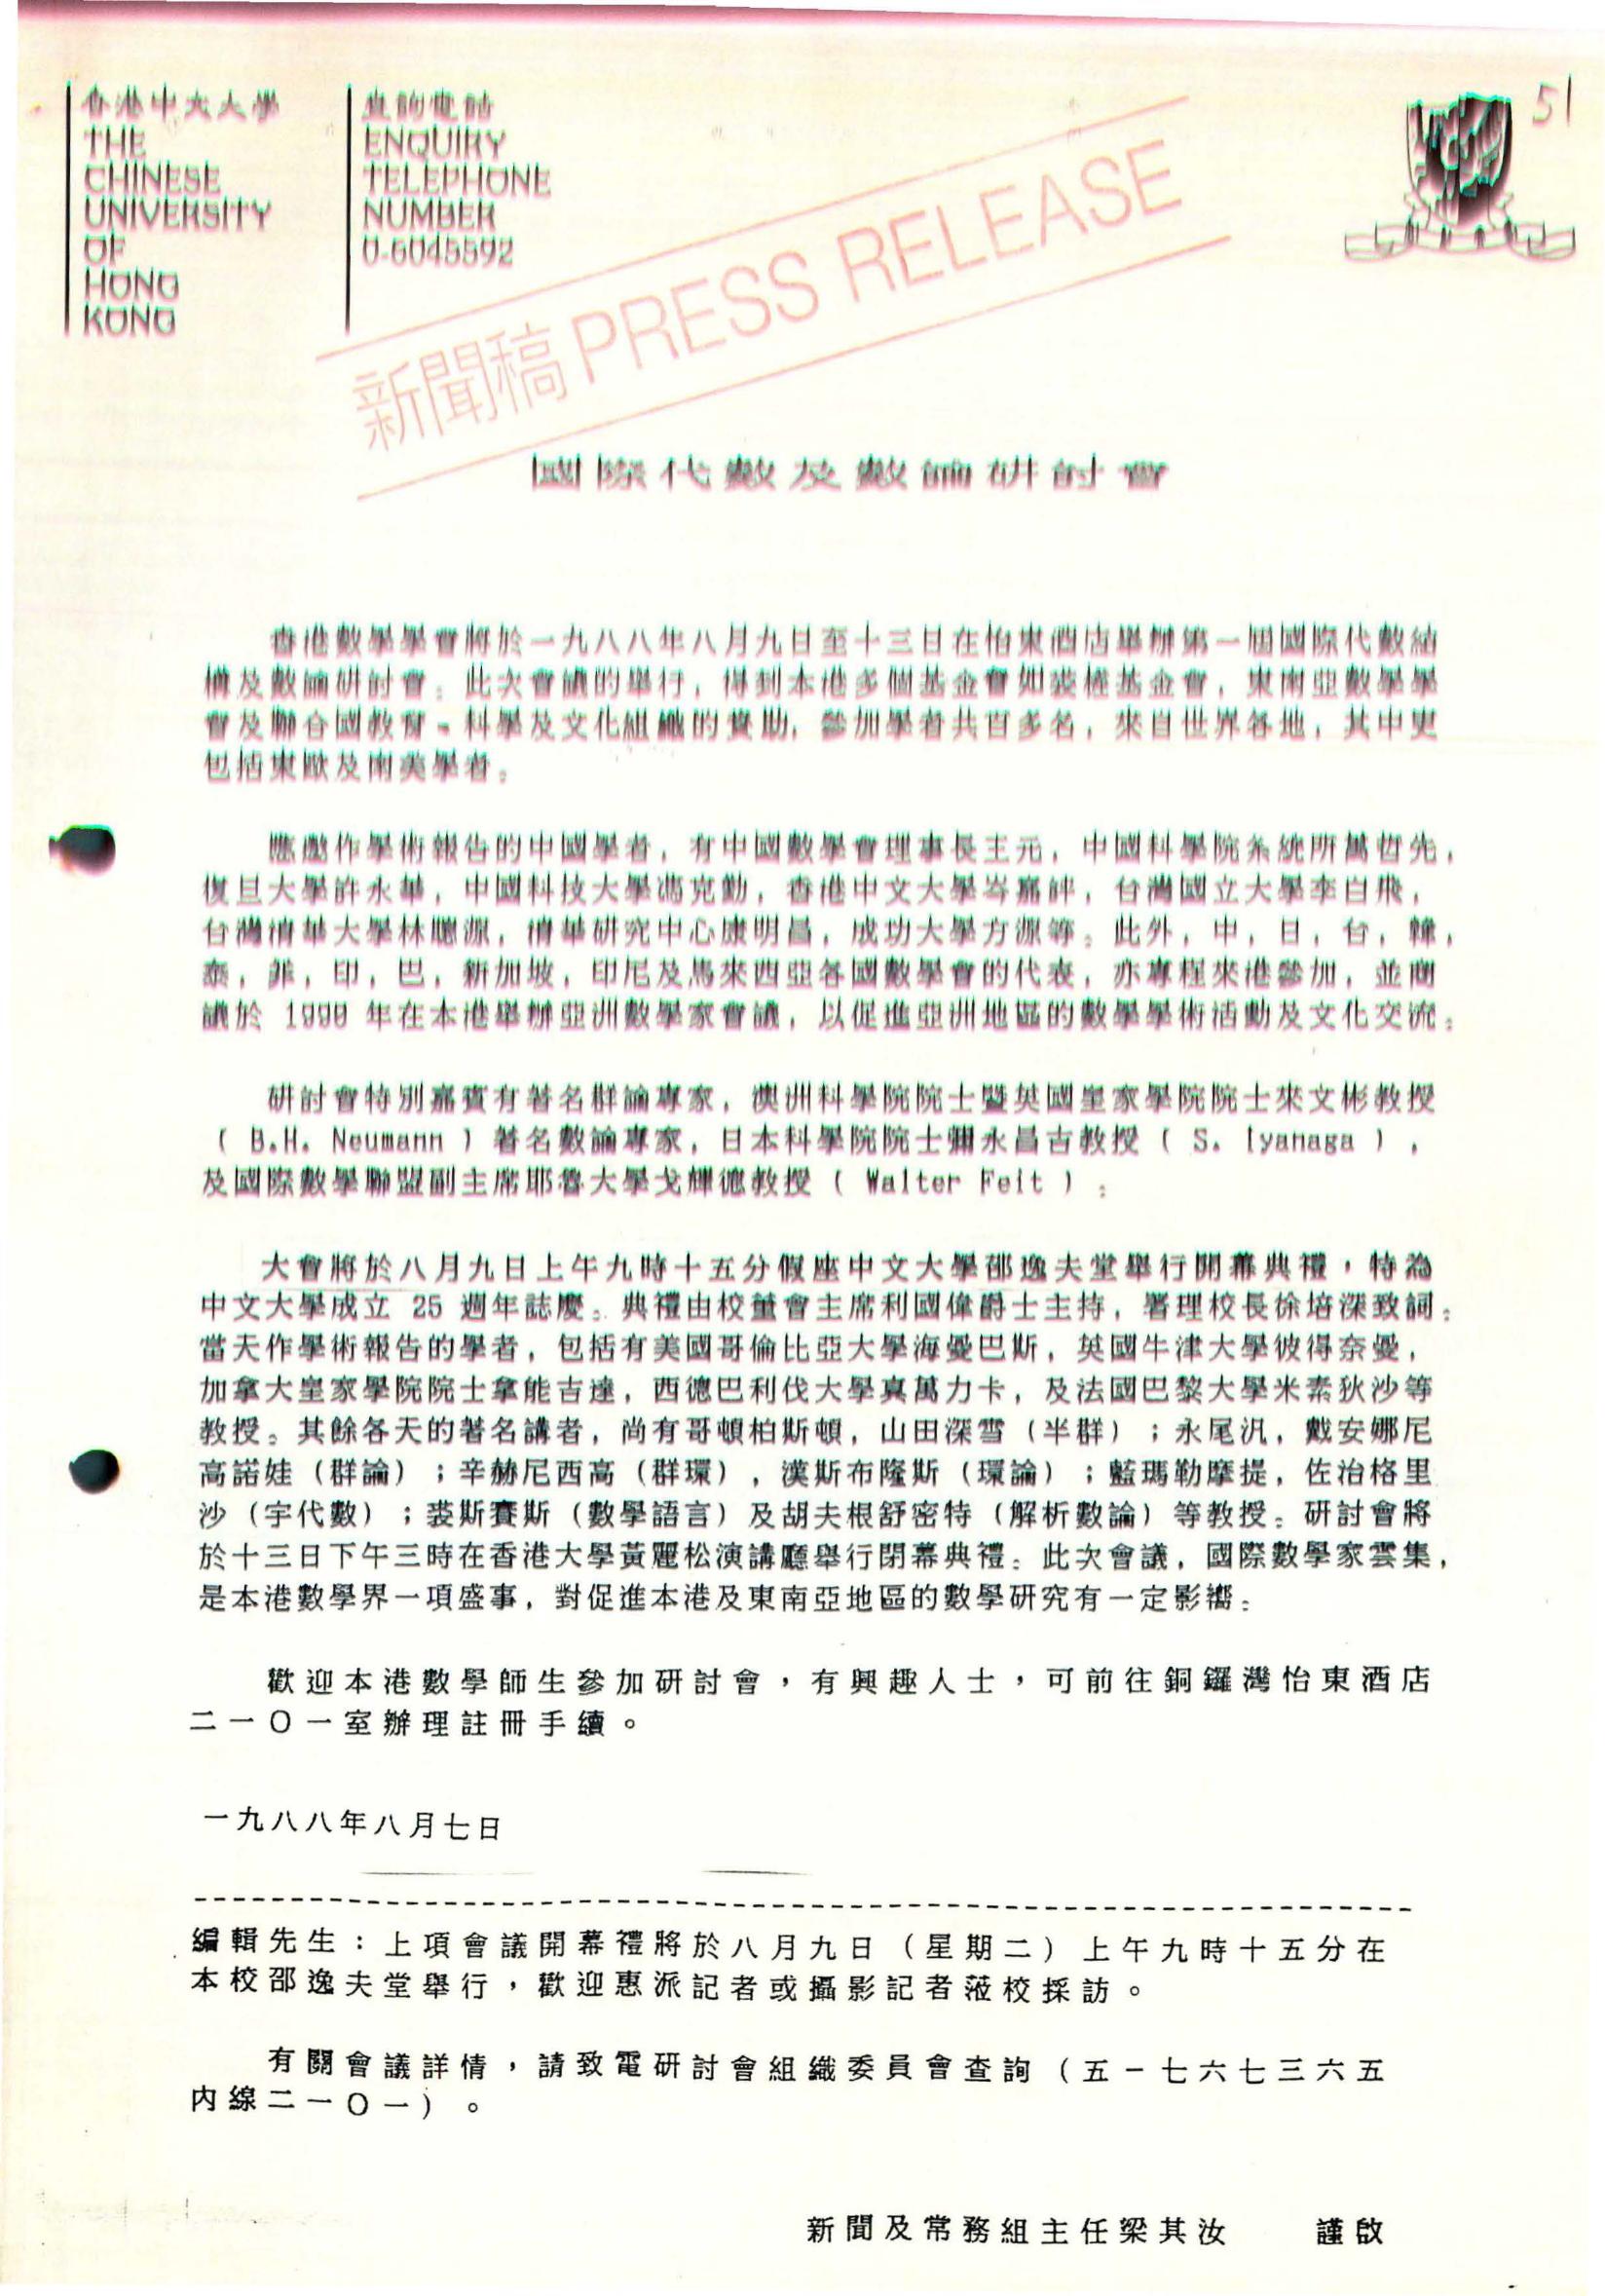 51
香港中文大學
THE
CHINESE
UNIVERSITY
OF
HONG
KONG
查詢電話
ENQUIRY
TELEPHONE
NUMBER
0-6045592
新聞稿 PRESS RELEASE
國際代數及數論研討會
香港數學學會將於一九八八年八月九日至十三日在怡東酒店舉辦第一屆國際代數結
構及數論研討會。此次會議的舉行，得到本港多個基金會如裘槎基金會，東南亞數學學
會及聯合國教育、科學及文化組織的贊助，參加學者共百多名，來自世界各地，其中更
包括東歐及南美學者。
應邀作學術報告的中國學者，有中國數學會理事長王元，中國科學院系統所萬哲先，
復旦大學許永華，中國科技大學馮克勤，香港中文大學岑嘉評，台灣國立大學李白飛，
台灣清華大學林聰源，清華研究中心康明昌，成功大學方源等。此外，中，日，台，韓，
泰，菲，印，巴，新加坡，印尼及馬來西亞各國數學會的代表，亦專程來港參加，並商
議於 1990 年在本港舉辦亞洲數學家會議，以促進亞洲地區的數學學術活動及文化交流。
研討會特別嘉賓有著名群論專家，澳洲科學院院士暨英國皇家學院院士來文彬教授
( B.H. Neumann ) 著名數論專家，日本科學院院士彌永昌吉教授 ( S. Iyanaga ) ，
及國際數學聯盟副主席耶魯大學戈輝德教授 ( Walter Feit ) 。
大會將於八月九日上午九時十五分假座中文大學邵逸夫堂舉行開幕典禮，特為
中文大學成立 25 週年誌慶。典禮由校董會主席利國偉爵士主持，署理校長徐培深致詞。
當天作學術報告的學者，包括有美國哥倫比亞大學海曼巴斯，英國牛津大學彼得奈曼，
加拿大皇家學院院士拿能吉達，西德巴利伐大學真萬力卡，及法國巴黎大學米素狄沙等
教授。其餘各天的著名講者，尚有哥頓柏斯頓，山田深雪（半群）；永尾汎，戴安娜尼
高諾娃（群論）；辛赫尼西高（群環），漢斯布隆斯（環論）；藍瑪勒摩提，佐治格里
沙（宇代數）；裘斯賽斯（數學語言）及胡夫根舒密特（解析數論）等教授。研討會將
於十三日下午三時在香港大學黃麗松演講廳舉行閉幕典禮。此次會議，國際數學家雲集，
是本港數學界一項盛事，對促進本港及東南亞地區的數學研究有一定影嚮。
歡迎本港數學師生參加研討會，有興趣人士，可前往銅鑼灣怡東酒店
二一〇一室辦理註冊手續。
一九八八年八月七日
編輯先生：上項會議開幕禮將於八月九日（星期二）上午九時十五分在
本校邵逸夫堂舉行，歡迎惠派記者或攝影記者蒞校採訪。
有關會議詳情，請致電研討會組織委員會查詢（五一七六七三六五
內線二一〇一）。
新聞及常務組主任梁其汝 謹啟